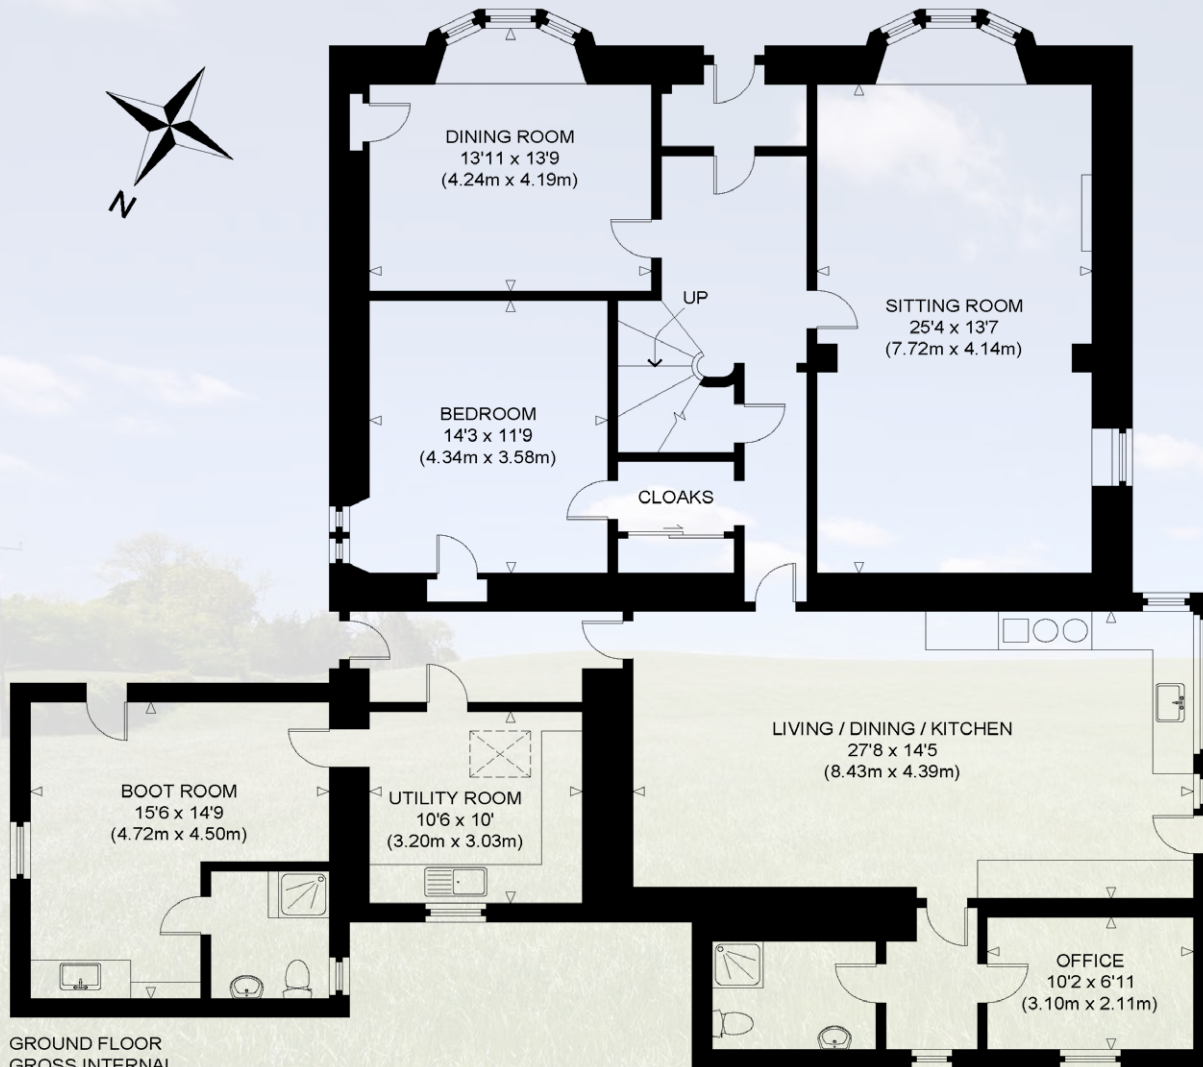 DINING ROOM
13'11 x 13'9
(4.24m x 4.19m)
N
UP
SITTING ROOM
25'4 x 13'7
(7.72m x 4.14m)
BEDROOM
14'3 x 11'9
(4.34m x 3.58m)
CLOAKS
LIVING / DINING / KITCHEN
27'8 x 14'5
(8.43m x 4.39m)
BOOT ROOM
15'6 x 14'9
(4.72m x 4.50m)
UTILITY ROOM
10'6 x 10'
(3.20m x 3.03m)
OFFICE
10'2 x 6'11
(3.10m x 2.11m)
GROUND FLOOR
GROSS INTERNAL